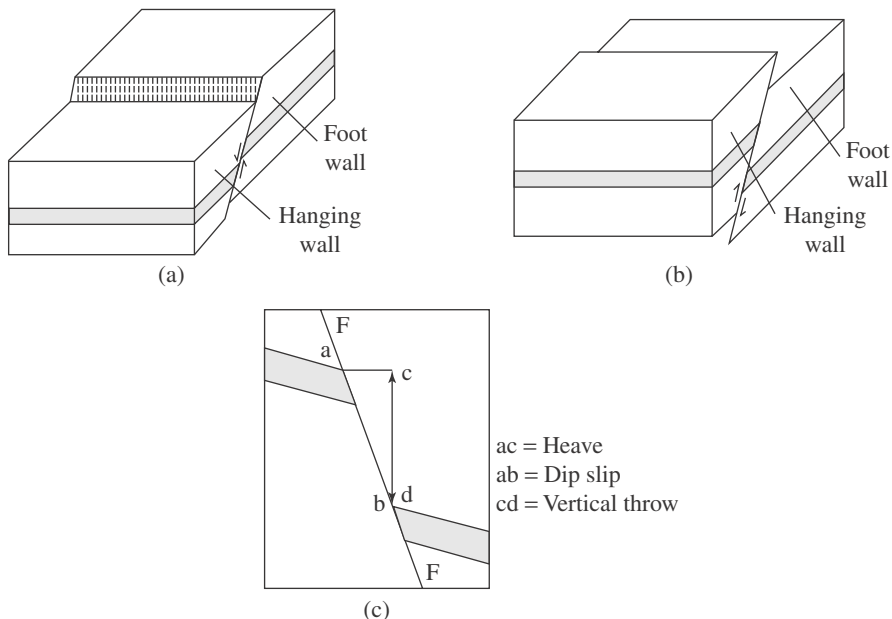 Foot
wall
Hanging
wall
(a)
Foot
wall
Hanging
wall
(b)
F
a
c
b d
F
ac = Heave
ab = Dip slip
cd = Vertical throw
(c)